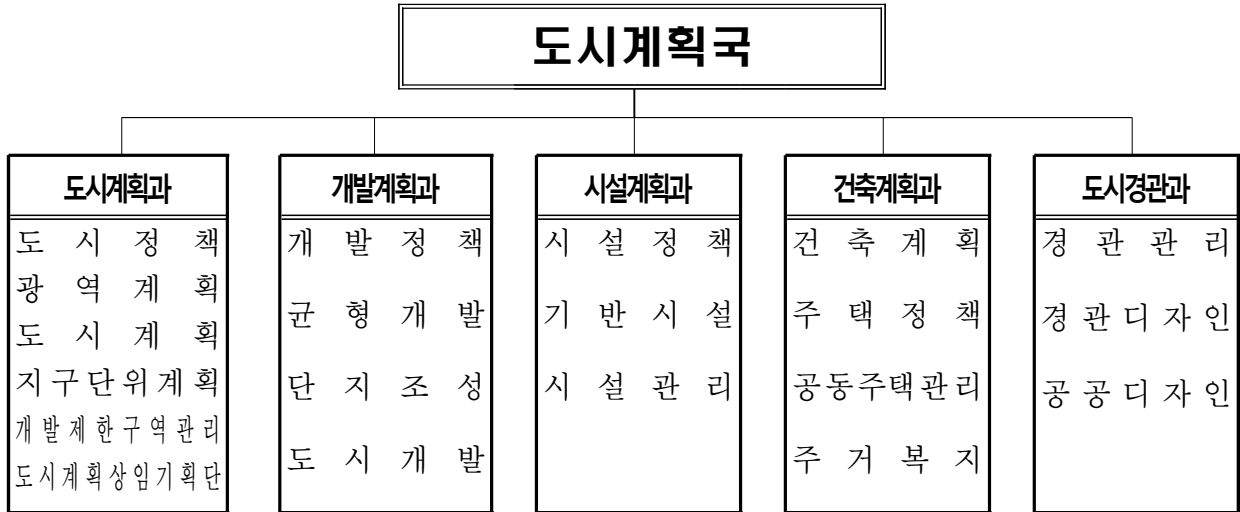 도시계획국
도시계획과
도시정책
광역계획
도시계획
지구단위계획
개발제한구역관리
도시계획상임기획단
개발계획과
개발정책
균형개발
단지조성
도시개발
시설계획과
시설정책
기반시설
시설관리
건축계획과
건축계획
주택정책
공동주택관리
주거복지
도시경관과
경관관리
경관디자인
공공디자인